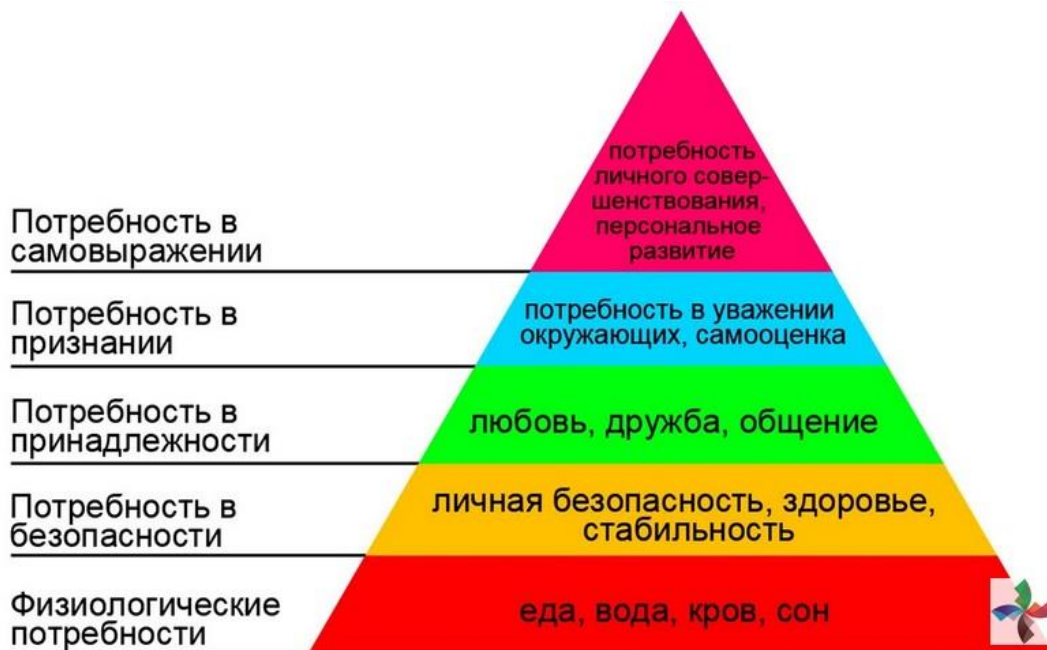 потребность
личного совер-
шенствования,
персональное
развитие
Потребность в
самовыражении
потребность в уважении
окружающих, самооценка
Потребность в
признании
любовь, дружба, общение
Потребность в
принадлежности
личная безопасность, здоровье,
стабильность
Потребность в
безопасности
еда, вода, кров, сон
Физиологические
потребности